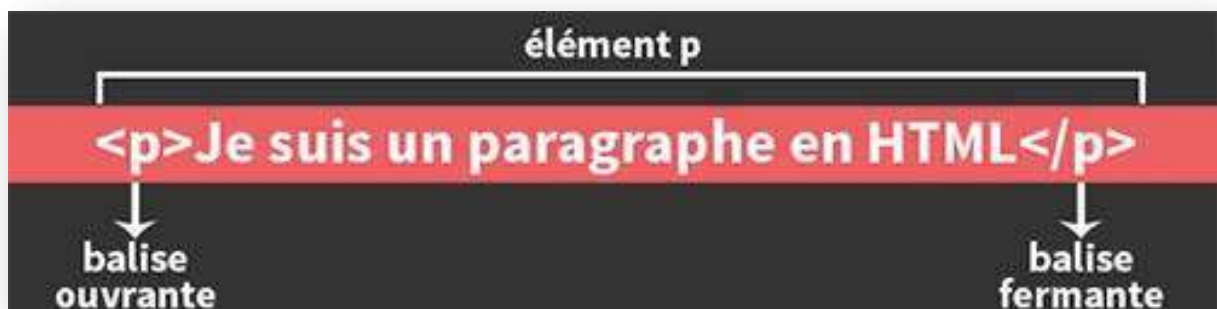 élément p
<p>Je suis un paragraphe en HTML</p>
balise ouvrante
balise fermante